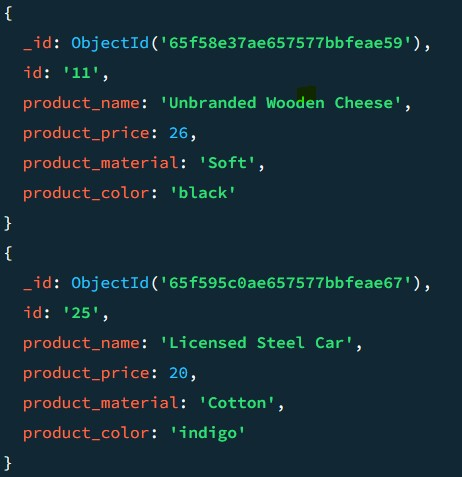 {
_id: ObjectId('65f58e37ae657577bbfeae59'),
id: '11',
product_name: 'Unbranded Wooden Cheese',
product_price: 26,
product_material: 'Soft',
product_color: 'black'
}
{
_id: ObjectId('65f595c0ae657577bbfeae67'),
id: '25',
product_name: 'Licensed Steel Car',
product_price: 20,
product_material: 'Cotton',
product_color: 'indigo'
}